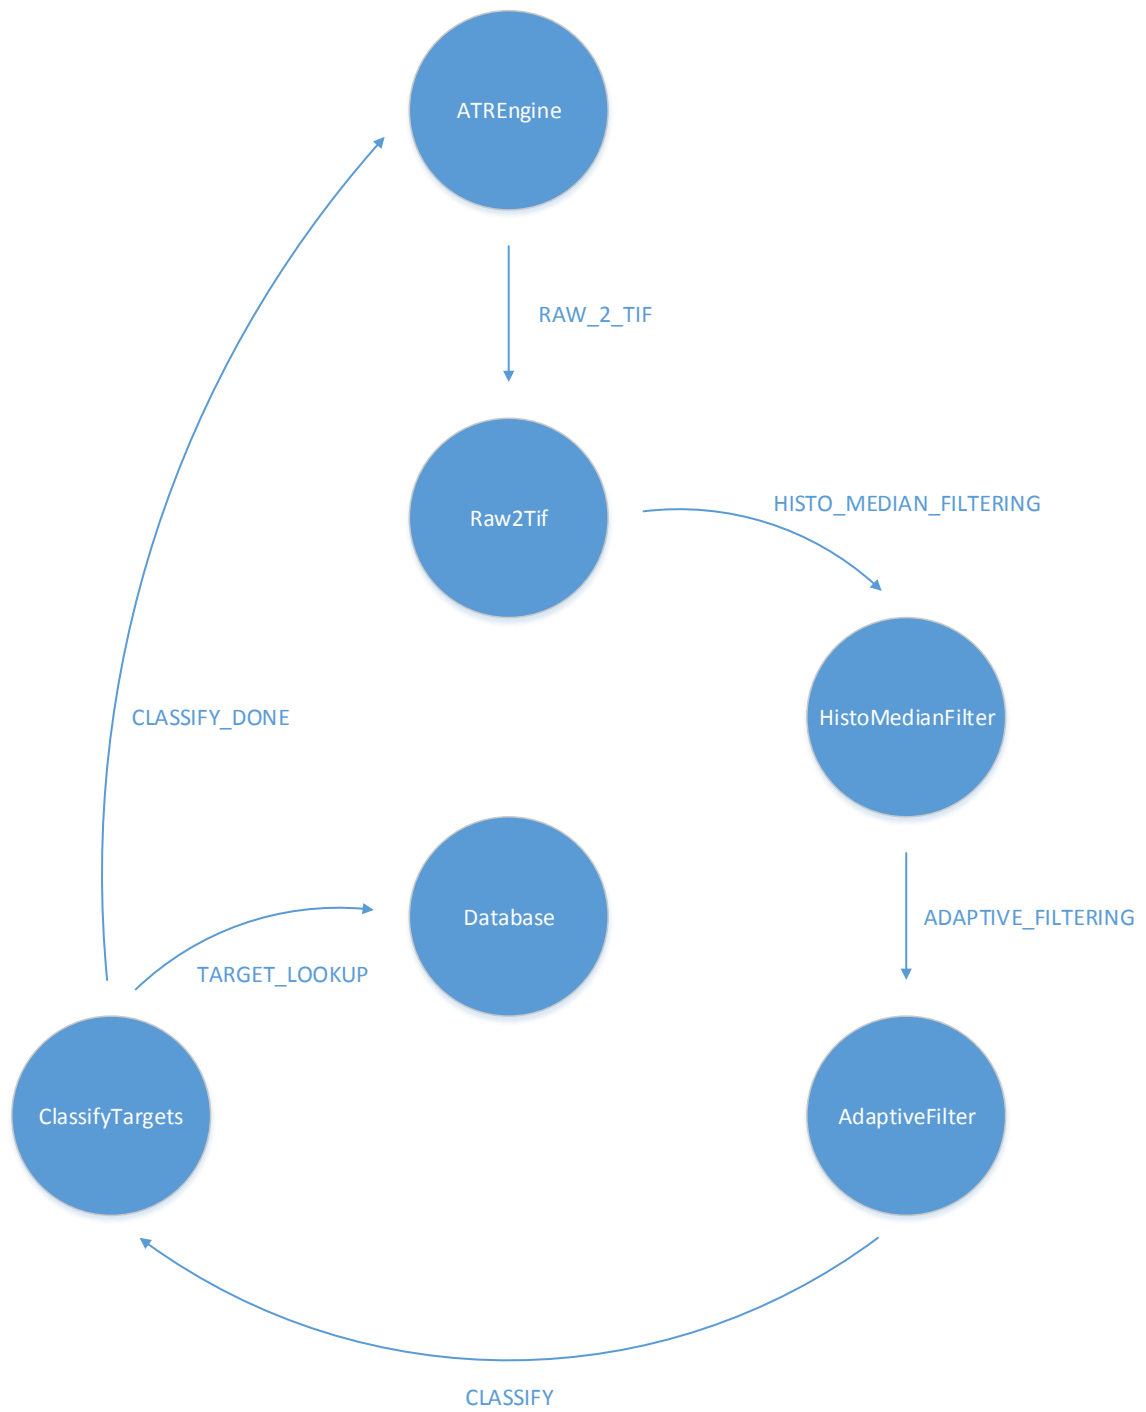 ATREngine
RAW_2_TIF
Raw2Tif
HISTO_MEDIAN_FILTERING
HistoMedianFilter
CLASSIFY_DONE
Database
ADAPTIVE_FILTERING
TARGET_LOOKUP
ClassifyTargets
AdaptiveFilter
CLASSIFY